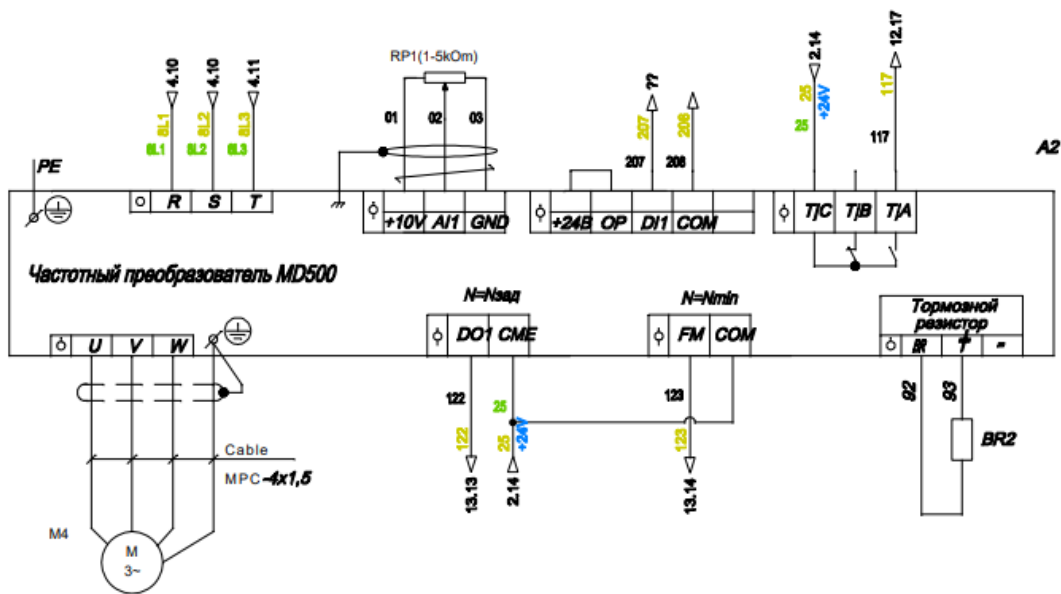 RP1(1-5kOm)
4.10 4.10 4.11
8L1 8L2 8L3
8L1 8L2 8L3
01 02 03
??
207 206
207 208
2.14 12.17
25 +24V 117
25 117
PE
A2
R S T
+10V AI1 GND
+24B OP DI1 COM
T/C T/B T/A
Частотный преобразователь MD500
N=Nзад
N=Nmin
Тормозной
резистор
U V W
DO1 CME
FM COM
BR + -
122 25 123
92 93
122 25 +24V 123
BR2
Cable
MPC-4x1,5
13.13 2.14 13.14
M4
M
3~